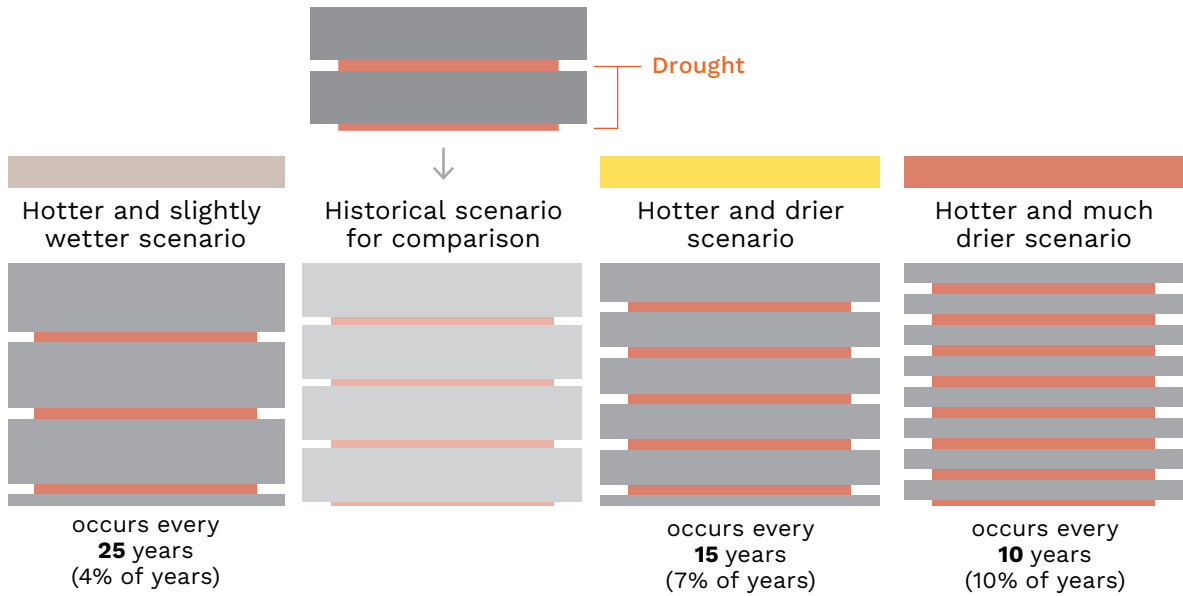 Drought
Hotter and slightly
wetter scenario
Historical scenario
for comparison
Hotter and drier
scenario
Hotter and much
drier scenario
occurs every
25 years
(4% of years)
occurs every
15 years
(7% of years)
occurs every
10 years
(10% of years)